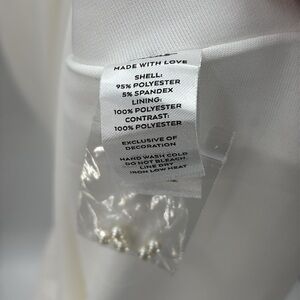 MADE WITH LOVE
SHELL:
95% POLYESTER
5% SPANDEX
LINING:
100% POLYESTER
CONTRAST:
100% POLYESTER
EXCLUSIVE OF
DECORATION
HAND WASH COLD
DO NOT BLEACH.
LINE DRY
IRON LOW HEAT